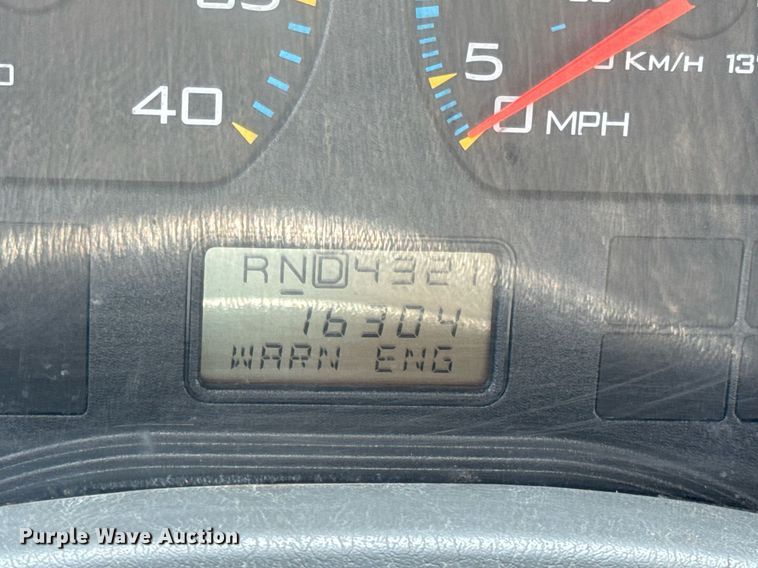 40
5
0 MPH
KM/H
RND4321
16304
WARN ENG
Purple Wave Auction